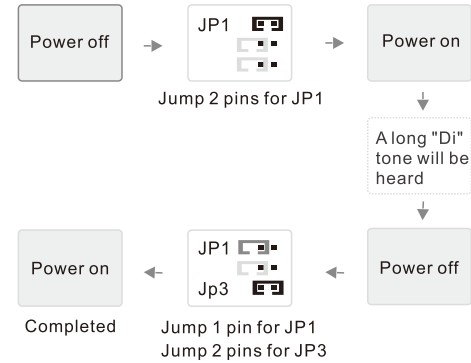 Power off
JP1
Jump 2 pins for JP1
Power on
A long "Di"
tone will be
heard
Power off
JP1
Jp3
Jump 1 pin for JP1
Jump 2 pins for JP3
Power on
Completed